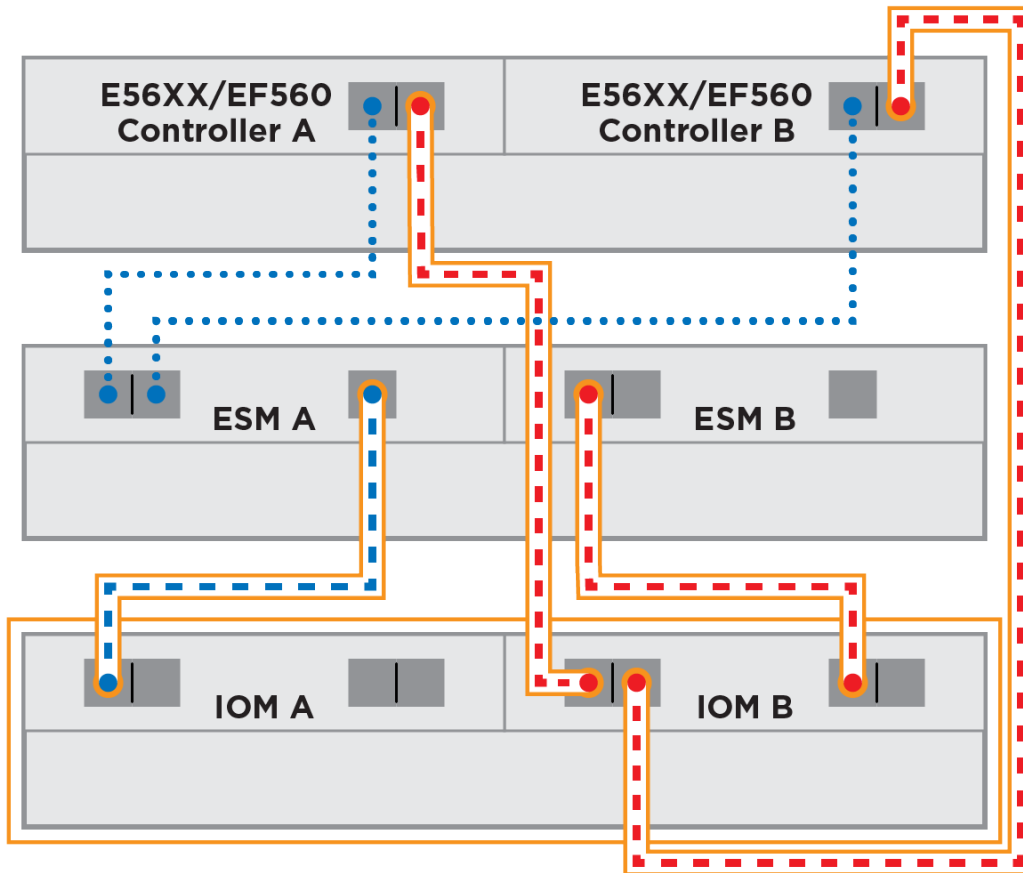 E56XX/EF560
Controller A
E56XX/EF560
Controller B
ESM A
ESM B
IOM A
IOM B